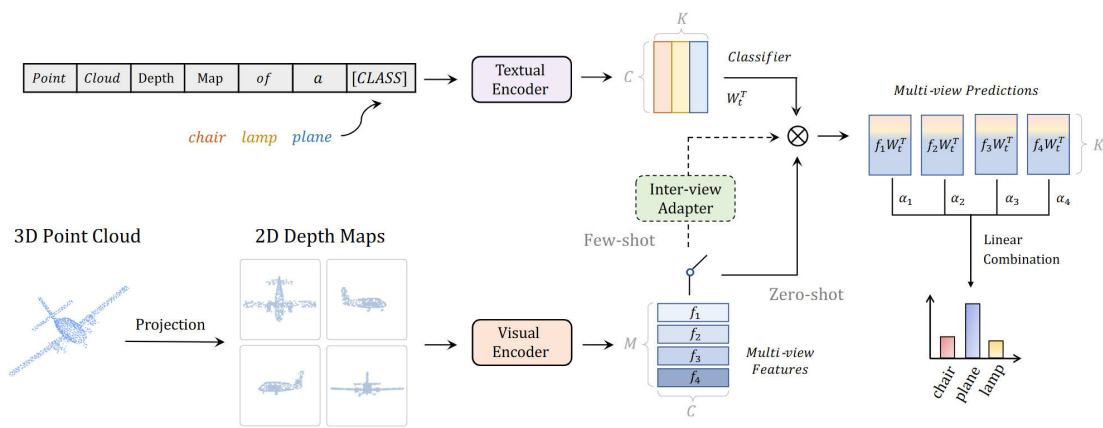 Point Cloud Depth Map of a [CLASS]
chair lamp plane
Textual
Encoder
K
C
Classifier
W_t^T
Multi-view Predictions
f_1W_t^T f_2W_t^T f_3W_t^T f_4W_t^T
K
α_1 α_2 α_3 α_4
Linear
Combination
Inter-view
Adapter
Few-shot
Zero-shot
3D Point Cloud
Projection
2D Depth Maps
Visual
Encoder
M
f_1
f_2
f_3
f_4
C
Multi-view
Features
chair
plane
lamp